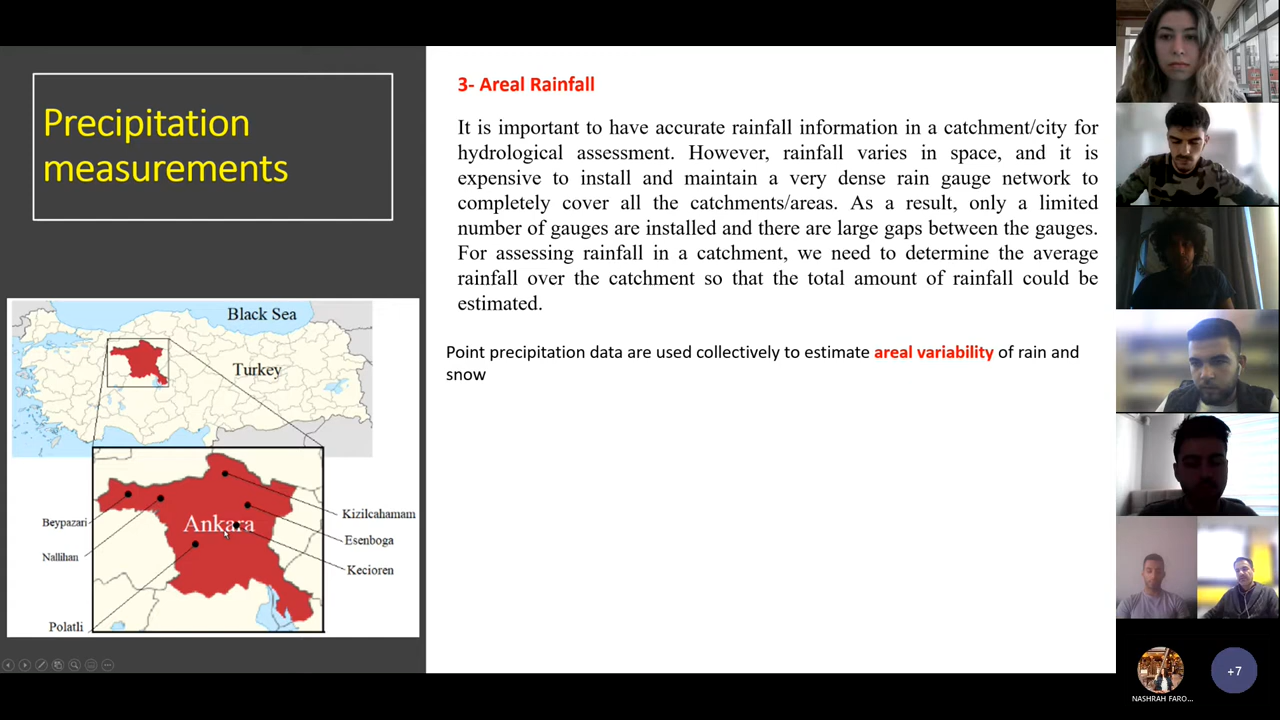 Precipitation
measurements
3- Areal Rainfall
It is important to have accurate rainfall information in a catchment/city for
hydrological assessment. However, rainfall varies in space, and it is
expensive to install and maintain a very dense rain gauge network to
completely cover all the catchments/areas. As a result, only a limited
number of gauges are installed and there are large gaps between the gauges.
For assessing rainfall in a catchment, we need to determine the average
rainfall over the catchment so that the total amount of rainfall could be
estimated.
Point precipitation data are used collectively to estimate areal variability of rain and
snow
Black Sea
Turkey
Ankara
Beypazari
Nallihan
Polatli
Kizilcahamam
Esenboga
Kecioren
NASHRAH FARO...
+7